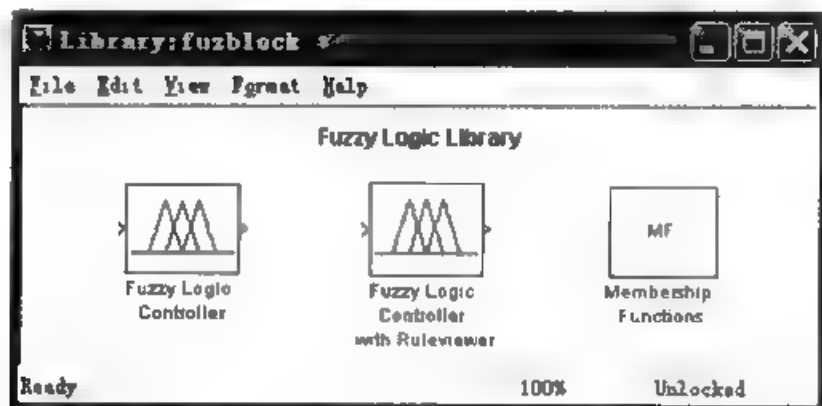 Library:fuzblock *
File Edit View Format Help
Fuzzy Logic Library
MF
Fuzzy Logic
Controller
Fuzzy Logic
Controller
with Ruleviewer
Membership
Functions
Ready 100% Unlocked